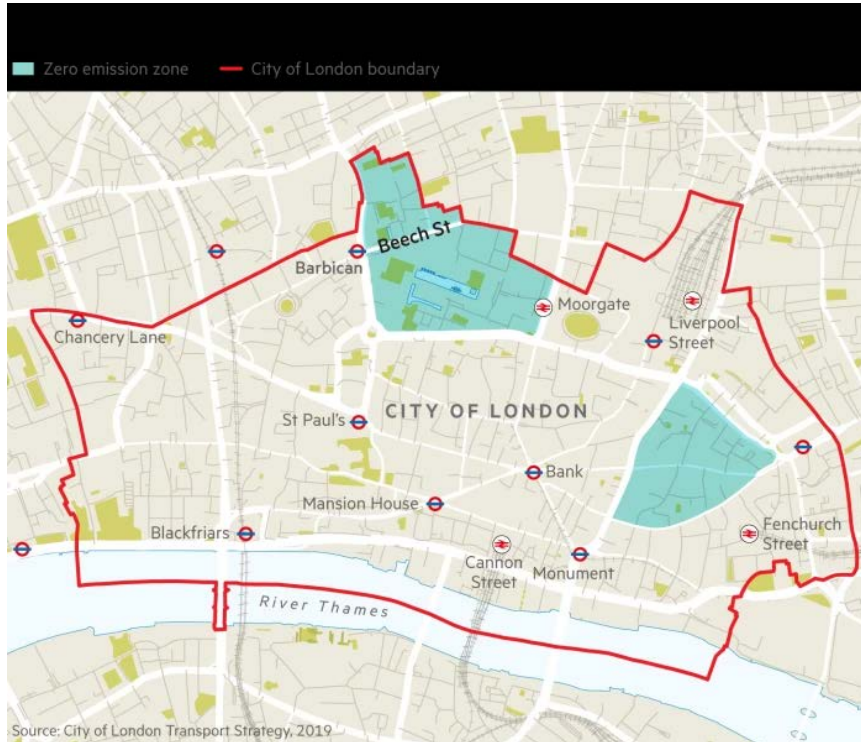 Zero emission zone
City of London boundary
Beech St
Barbican
Moorgate
Liverpool
Street
Chancery Lane
CITY OF LONDON
St Paul's
Bank
Mansion House
Blackfriars
Cannon
Street
Monument
Fenchurch
Street
River Thames
Source: City of London Transport Strategy, 2019